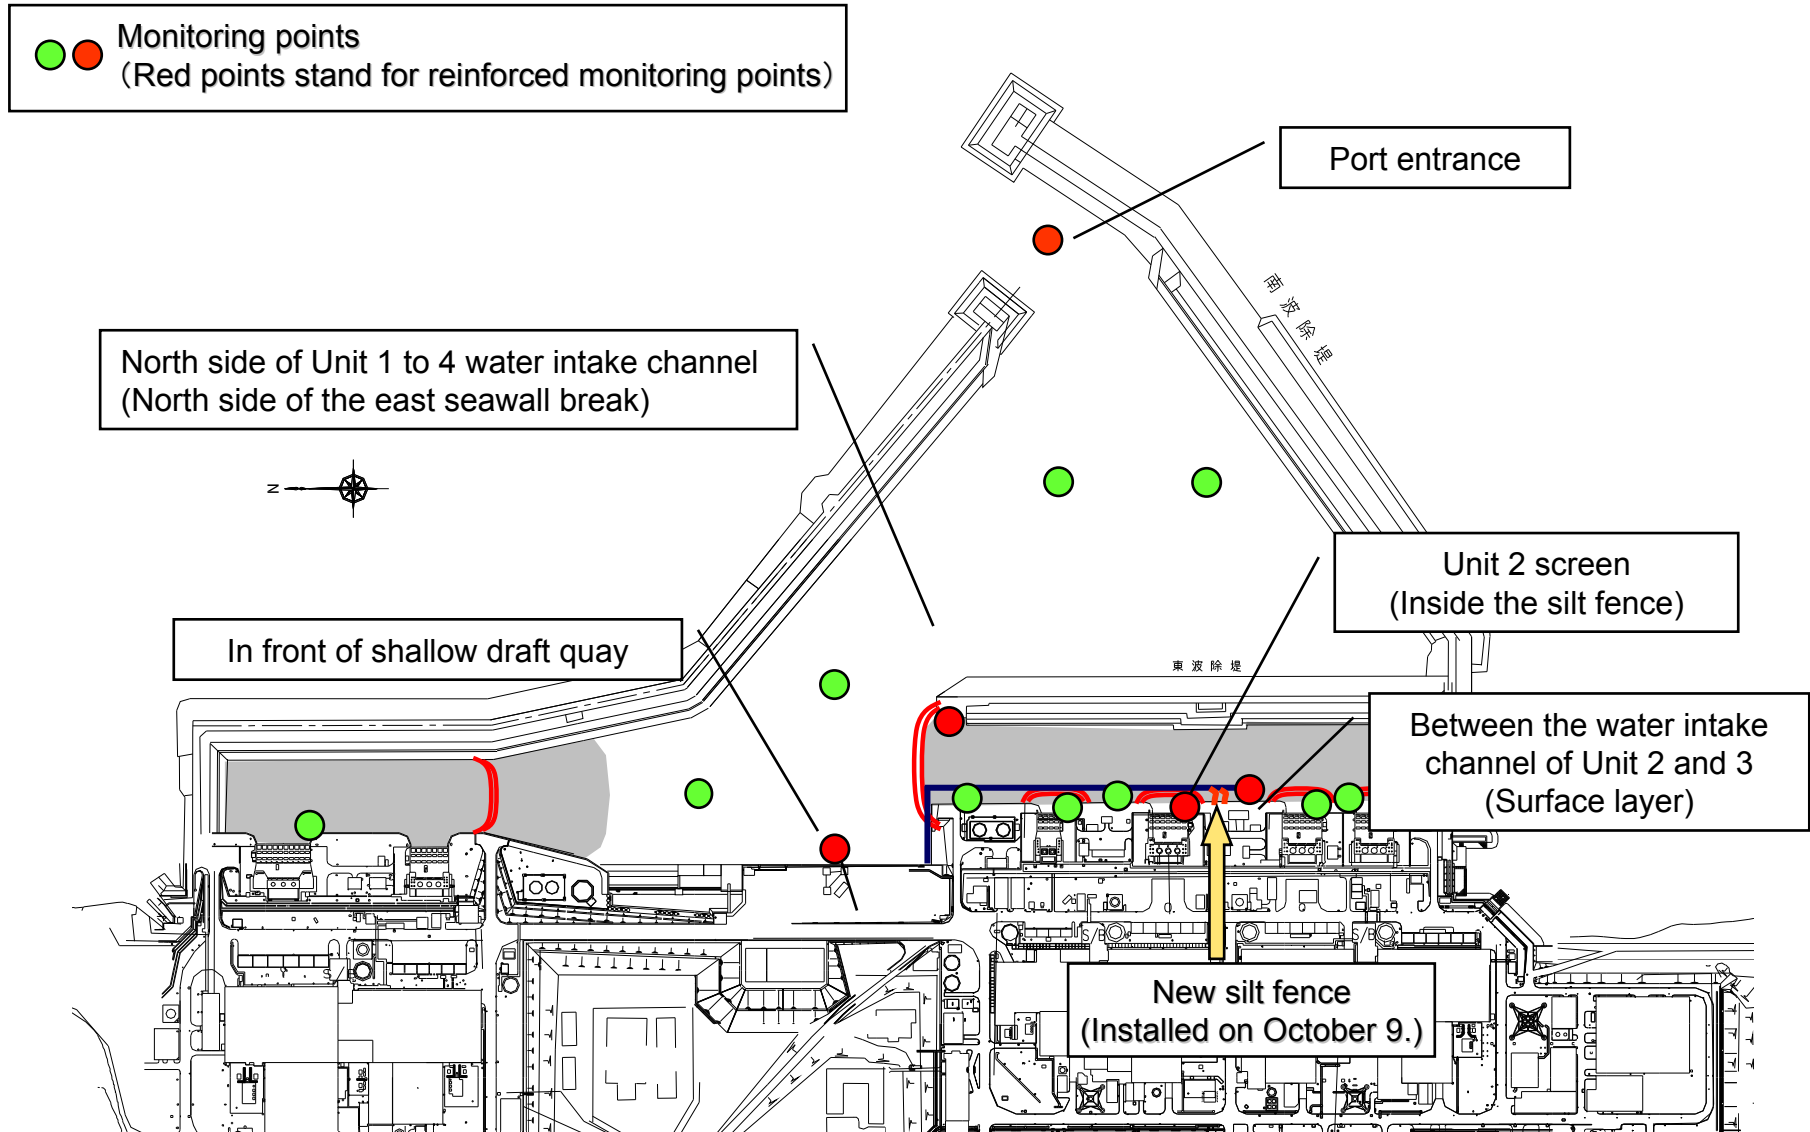 Monitoring points
（Red points stand for reinforced monitoring points）
Port entrance
南波除堤
North side of Unit 1 to 4 water intake channel
(North side of the east seawall break)
N
Unit 2 screen
(Inside the silt fence)
In front of shallow draft quay
東波除堤
Between the water intake
channel of Unit 2 and 3
(Surface layer)
S/B
S/B
New silt fence
(Installed on October 9.)